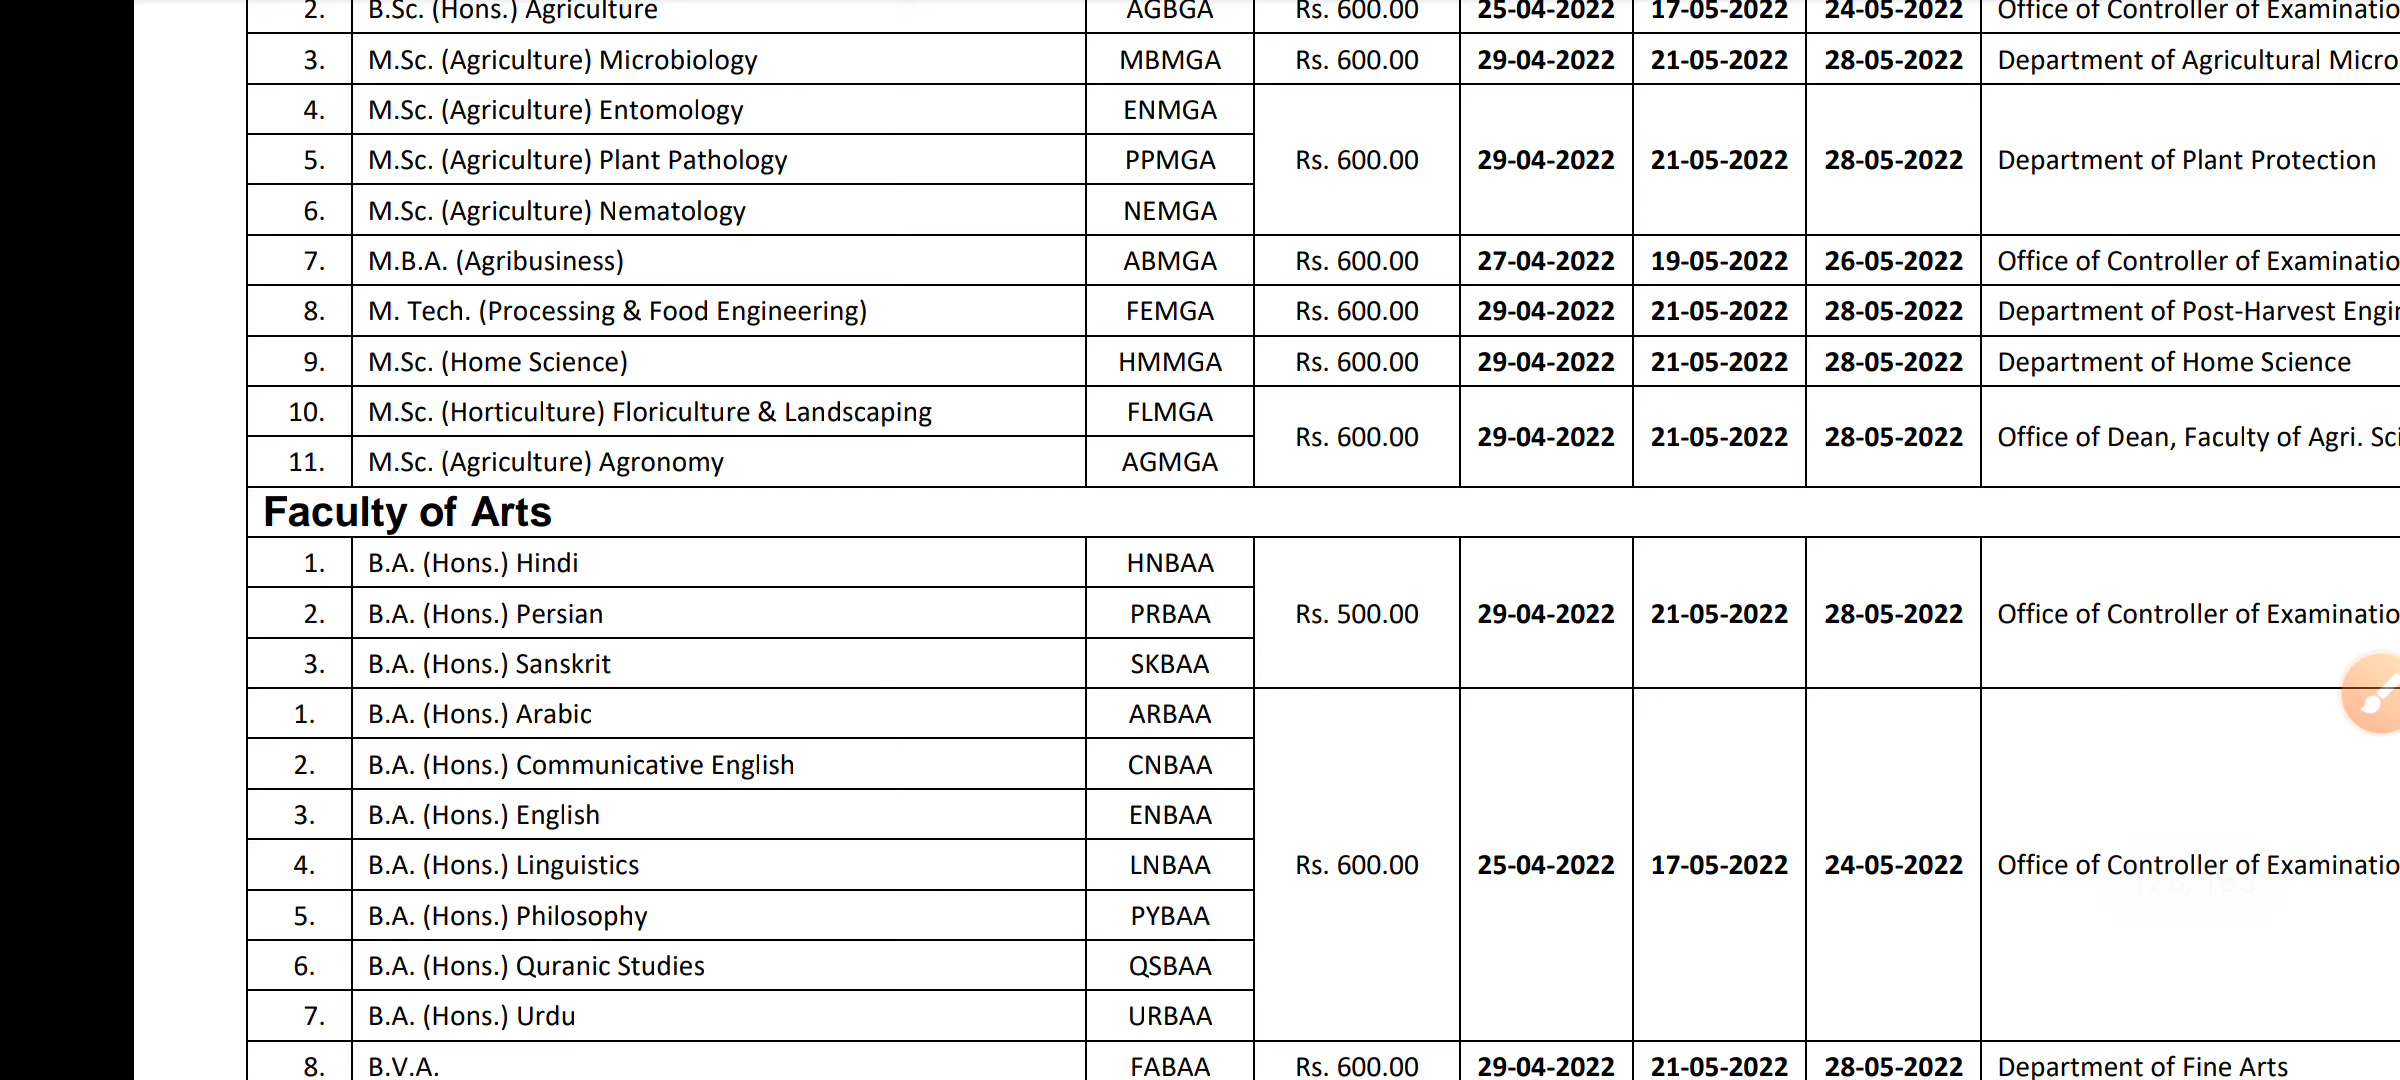 2. B.Sc. (Hons.) Agriculture AGBGA Rs. 600.00 25-04-2022 17-05-2022 24-05-2022 Office of Controller of Examinatio
3. M.Sc. (Agriculture) Microbiology MBMGA Rs. 600.00 29-04-2022 21-05-2022 28-05-2022 Department of Agricultural Micro
4. M.Sc. (Agriculture) Entomology ENMGA
5. M.Sc. (Agriculture) Plant Pathology PPMGA Rs. 600.00 29-04-2022 21-05-2022 28-05-2022 Department of Plant Protection
6. M.Sc. (Agriculture) Nematology NEMGA
7. M.B.A. (Agribusiness) ABMGA Rs. 600.00 27-04-2022 19-05-2022 26-05-2022 Office of Controller of Examinatio
8. M. Tech. (Processing & Food Engineering) FEMGA Rs. 600.00 29-04-2022 21-05-2022 28-05-2022 Department of Post-Harvest Engin
9. M.Sc. (Home Science) HMMGA Rs. 600.00 29-04-2022 21-05-2022 28-05-2022 Department of Home Science
10. M.Sc. (Horticulture) Floriculture & Landscaping FLMGA
Rs. 600.00 29-04-2022 21-05-2022 28-05-2022 Office of Dean, Faculty of Agri. Sci
11. M.Sc. (Agriculture) Agronomy AGMGA
Faculty of Arts
1. B.A. (Hons.) Hindi HNBAA
2. B.A. (Hons.) Persian PRBAA Rs. 500.00 29-04-2022 21-05-2022 28-05-2022 Office of Controller of Examinatio
3. B.A. (Hons.) Sanskrit SKBAA
1. B.A. (Hons.) Arabic ARBAA
2. B.A. (Hons.) Communicative English CNBAA
3. B.A. (Hons.) English ENBAA
4. B.A. (Hons.) Linguistics LNBAA Rs. 600.00 25-04-2022 17-05-2022 24-05-2022 Office of Controller of Examinatio
5. B.A. (Hons.) Philosophy PYBAA
6. B.A. (Hons.) Quranic Studies QSBAA
7. B.A. (Hons.) Urdu URBAA
8. B.V.A. FABAA Rs. 600.00 29-04-2022 21-05-2022 28-05-2022 Department of Fine Arts